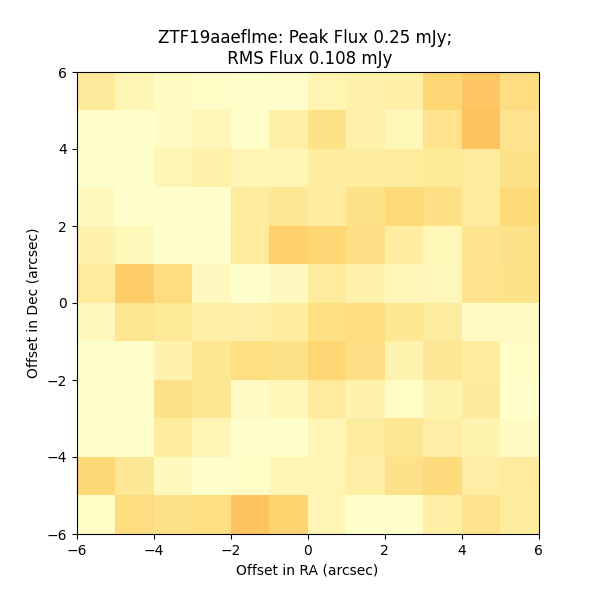 ZTF19aaeflme: Peak Flux 0.25 mJy;
RMS Flux 0.108 mJy
6
4
2
0
−2
−4
−6
Offset in Dec (arcsec)
−6 −4 −2 0 2 4 6
Offset in RA (arcsec)